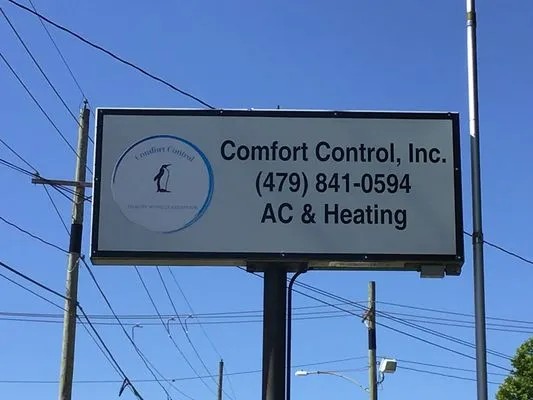 Comfort Control
Comfort Control, Inc.
(479) 841-0594
AC & Heating